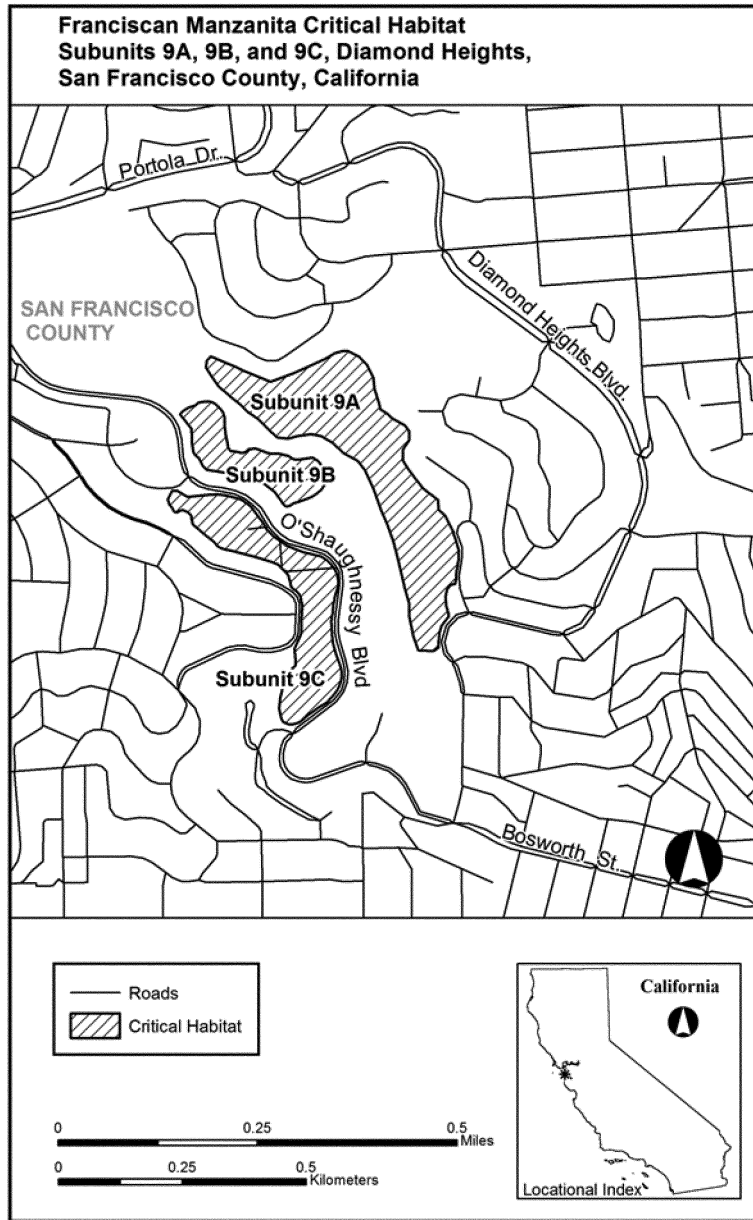 Franciscan Manzanita Critical Habitat
Subunits 9A, 9B, and 9C, Diamond Heights,
San Francisco County, California
Portola Dr.
Diamond Heights Blvd.
SAN FRANCISCO
COUNTY
Subunit 9A
Subunit 9B
O'Shaughnessy Blvd
Subunit 9C
Bosworth St.
Roads
Critical Habitat
California
0 0.25 0.5
Miles
0 0.25 0.5
Kilometers
Locational Index